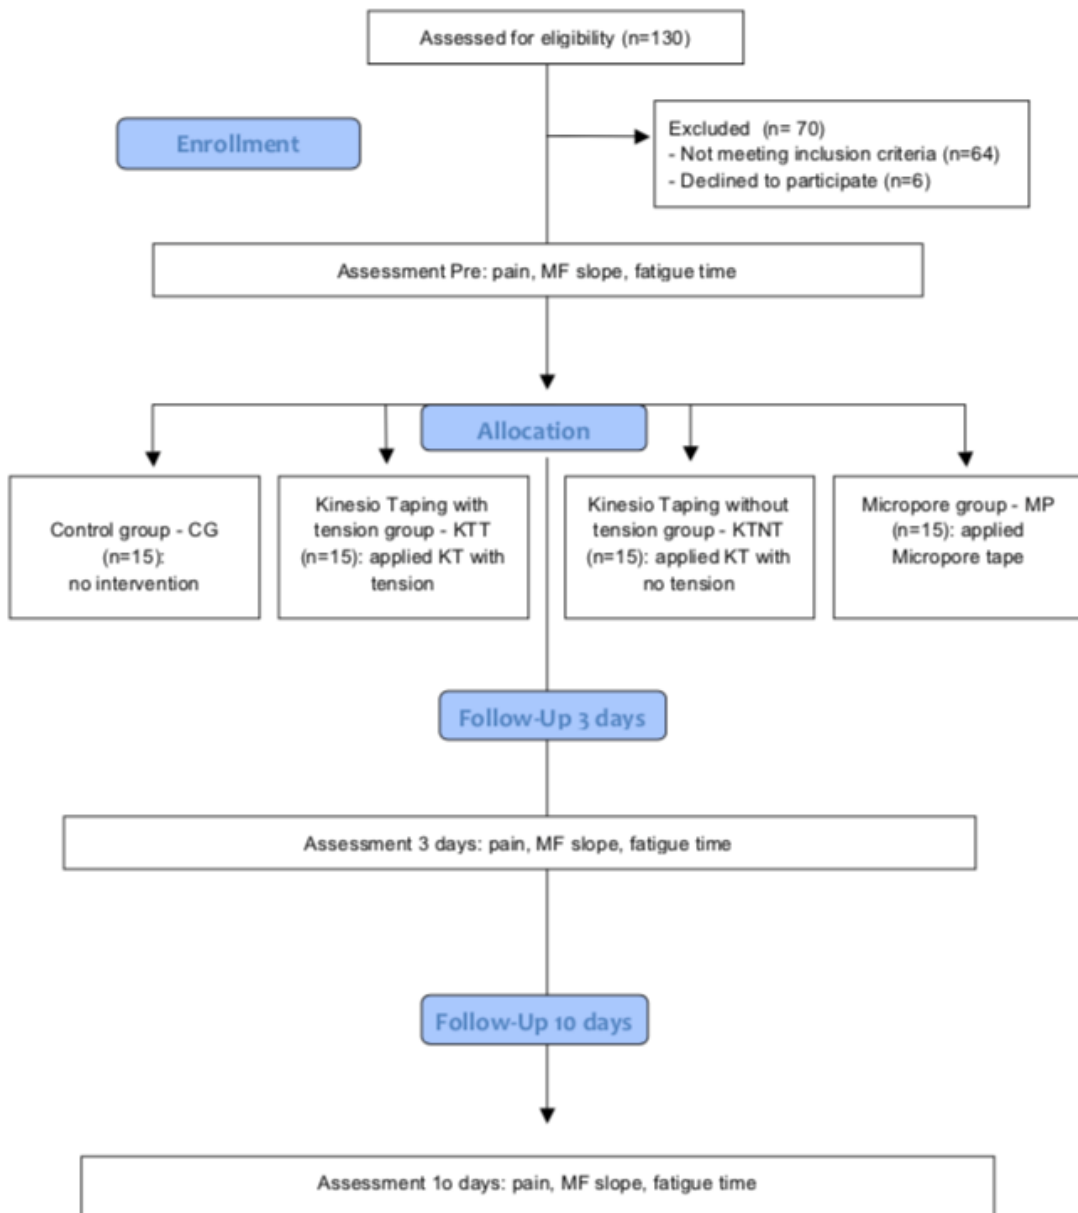 Assessed for eligibility (n=130)
Enrollment
Excluded (n= 70)
- Not meeting inclusion criteria (n=64)
- Declined to participate (n=6)
Assessment Pre: pain, MF slope, fatigue time
Allocation
Control group - CG
(n=15):
no intervention
Kinesio Taping with
tension group - KTT
(n=15): applied KT with
tension
Kinesio Taping without
tension group - KTNT
(n=15): applied KT with
no tension
Micropore group - MP
(n=15): applied
Micropore tape
Follow-Up 3 days
Assessment 3 days: pain, MF slope, fatigue time
Follow-Up 10 days
Assessment 1o days: pain, MF slope, fatigue time